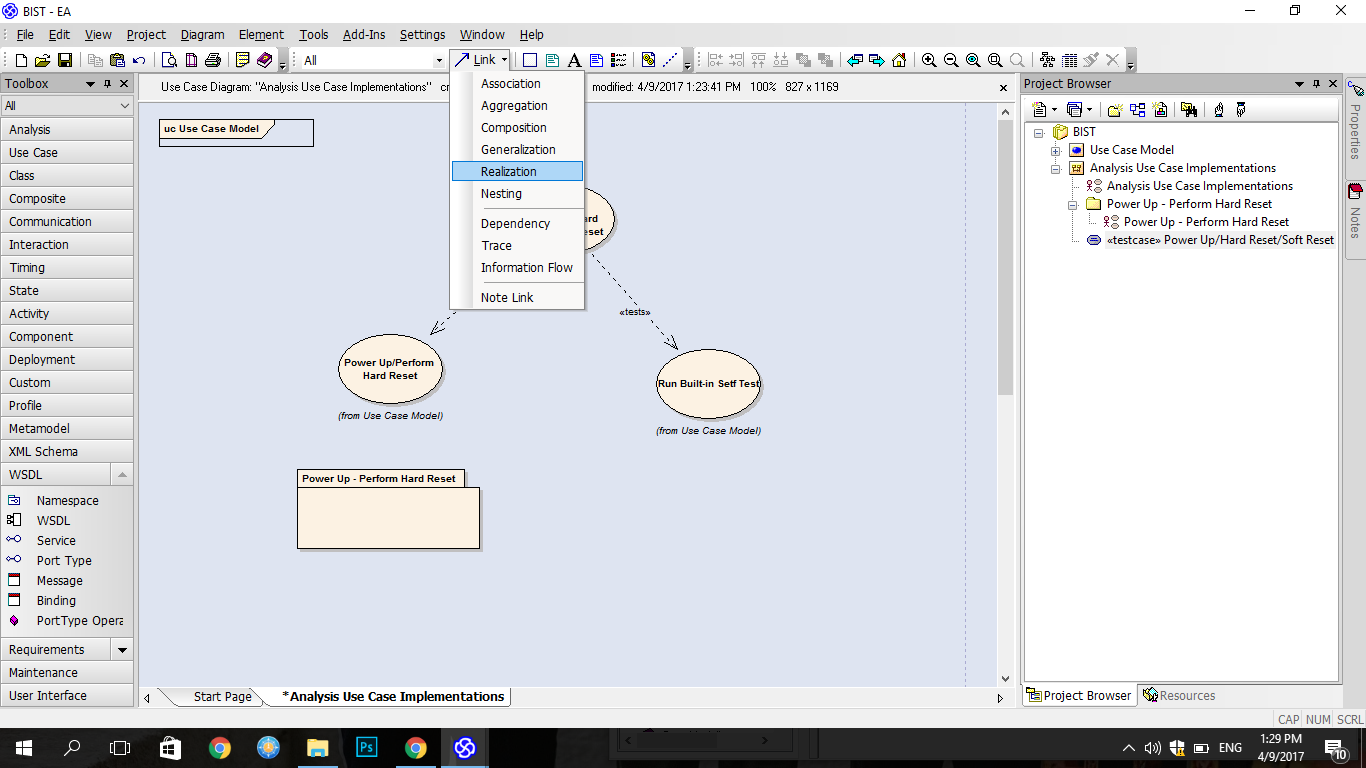 BIST - EA
File Edit View Project Diagram Element Tools Add-Ins Settings Window Help
All
Link
Toolbox
All
Analysis
Use Case
Class
Composite
Communication
Interaction
Timing
State
Activity
Component
Deployment
Custom
Profile
Metamodel
XML Schema
WSDL
Namespace
WSDL
Service
Port Type
Message
Binding
PortType Opera
Requirements
Maintenance
User Interface
Use Case Diagram: "Analysis Use Case Implementations" cr
modified: 4/9/2017 1:23:41 PM 100% 827 x 1169
Association
Aggregation
Composition
Generalization
Realization
Nesting
Dependency
Trace
Information Flow
Note Link
uc Use Case Model
ard
eset
«tests»
Power Up/Perform
Hard Reset
(from Use Case Model)
Run Built-in Self Test
(from Use Case Model)
Power Up - Perform Hard Reset
Start Page
*Analysis Use Case Implementations
Project Browser
BIST
Use Case Model
Analysis Use Case Implementations
Analysis Use Case Implementations
Power Up - Perform Hard Reset
Power Up - Perform Hard Reset
«testcase» Power Up/Hard Reset/Soft Reset
Project Browser
Resources
Properties
Notes
CAP NUM SCRL
Ps
ENG
1:29 PM
4/9/2017
10